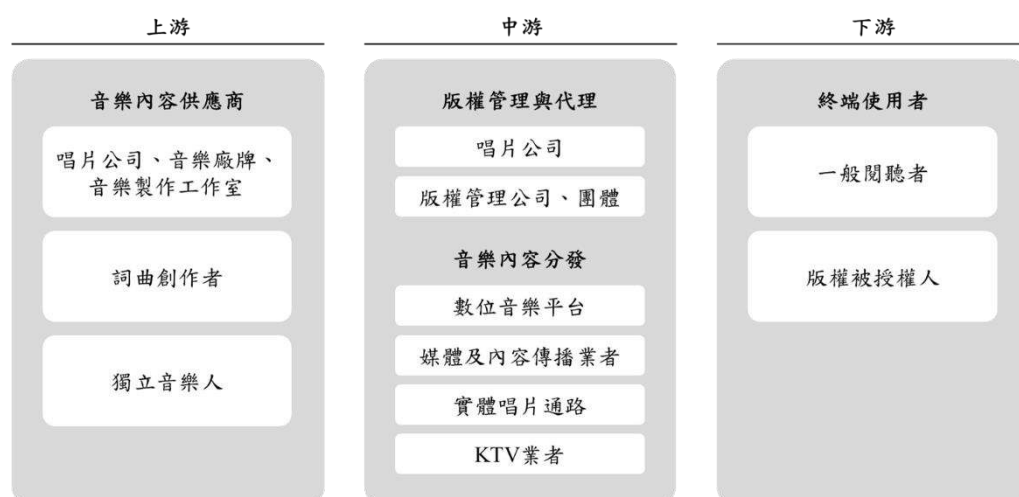 上游
音樂內容供應商
唱片公司、音樂廠牌、
音樂製作工作室
詞曲創作者
獨立音樂人
中游
版權管理與代理
唱片公司
版權管理公司、團體
音樂內容分發
數位音樂平台
媒體及內容傳播業者
實體唱片通路
KTV業者
下游
終端使用者
一般閱聽者
版權被授權人